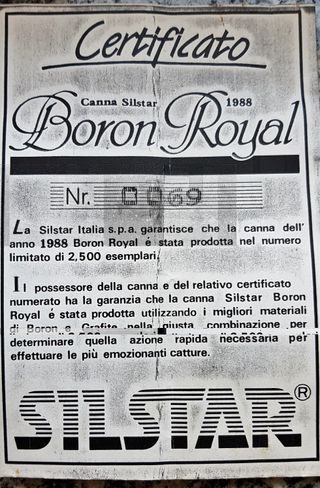 Certificato
Canna Silstar 1988
Boron Royal
Nr. 0069
La Silstar Italia s.p.a. garantisce che la canna dell'
anno 1988 Boron Royal é stata prodotta nel numero
limitato di 2,500 esemplari.
Il possessore della canna e del relativo certificato
numerato ha la garanzia che la canna Silstar Boron
Royal é stata prodotta utilizzando i migliori materiali
di Boron e Grafite nella giusta combinazione per
determinare quella azione rapida necessaria per
effettuare le più emozionanti catture.
SILSTAR®